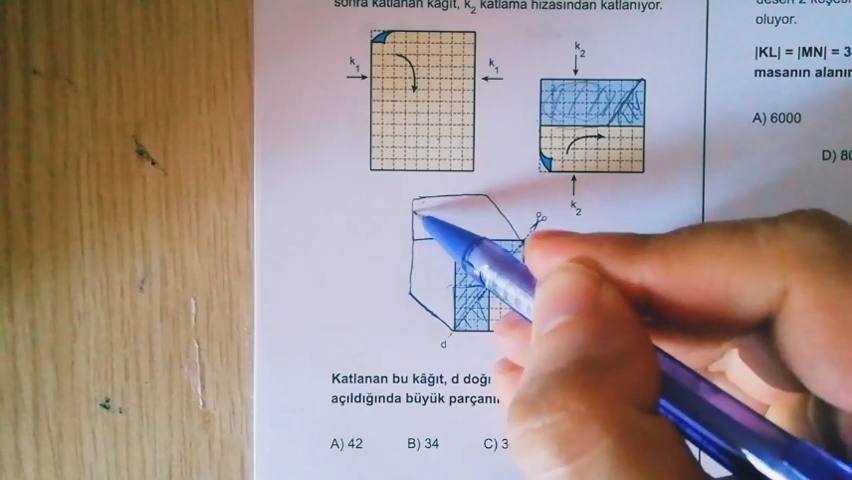 sonra katlanan kağıt, k₂ katlama hizasından katlanıyor.
k₁
k₁
k₂
k₂
d
Katlanan bu kâğıt, d doğ
açıldığında büyük parçanı
A) 42 B) 34 C) 3
oluyor.
|KL| = |MN| = 3
masanın alanı
A) 6000
D) 80